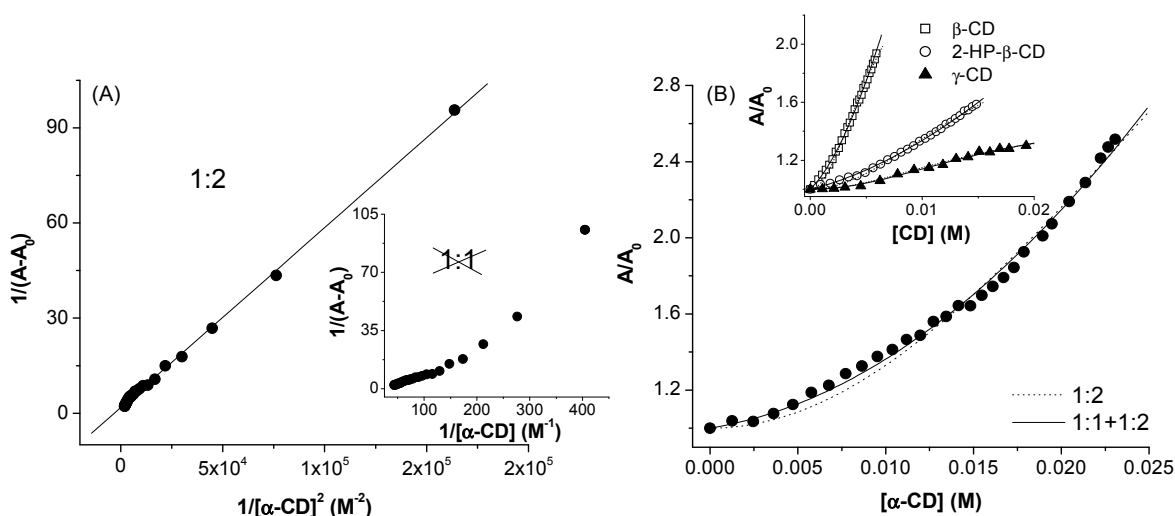 (A)
1:2
90
60
30
0
1/(A-A₀)
0
5x10⁴
1x10⁵
2x10⁵
2x10⁵
1/[α-CD]² (M⁻²)
1:1
105
70
35
0
1/(A-A₀)
100
200
300
400
1/[α-CD] (M⁻¹)
(B)
2.8
2.4
2.0
1.6
1.2
1.0
A/A₀
0.000
0.005
0.010
0.015
0.020
0.025
[α-CD] (M)
1:2
1:1+1:2
2.0
1.6
1.2
A/A₀
0.00
0.01
0.02
[CD] (M)
β-CD
2-HP-β-CD
γ-CD